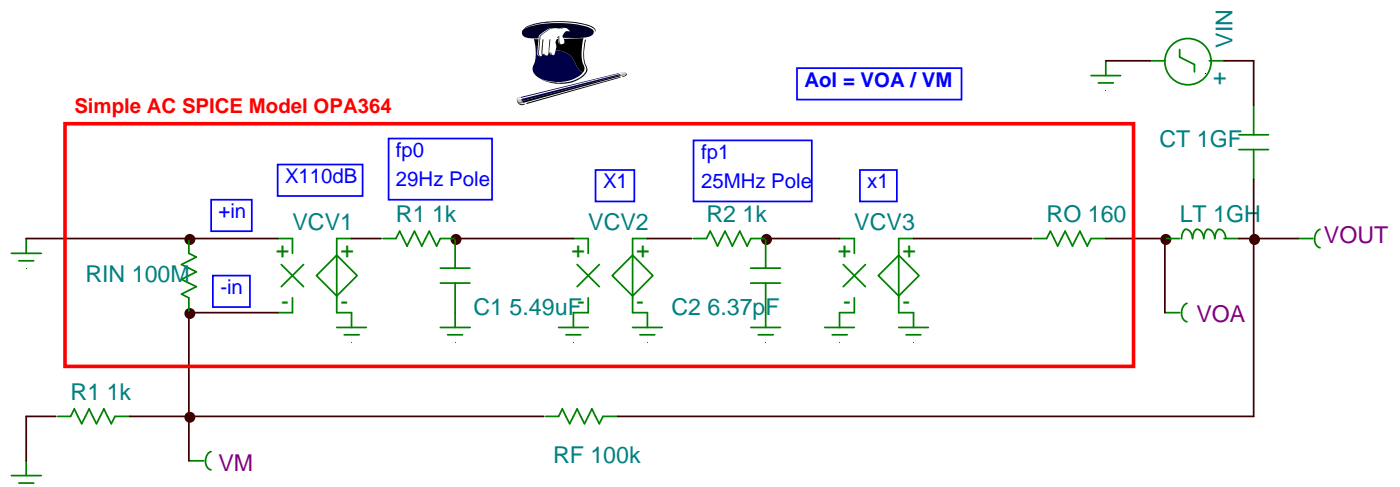 VIN
+
Aol = VOA / VM
Simple AC SPICE Model OPA364
CT 1GF
fp0
29Hz Pole
fp1
25MHz Pole
X110dB
X1
x1
+in
VCV1
R1 1k
VCV2
R2 1k
VCV3
RO 160
LT 1GH
VOUT
+
+
+
+
+
+
RIN 100M
-in
-
-
C1 5.49uF
-
-
C2 6.37pF
-
-
VOA
R1 1k
RF 100k
VM